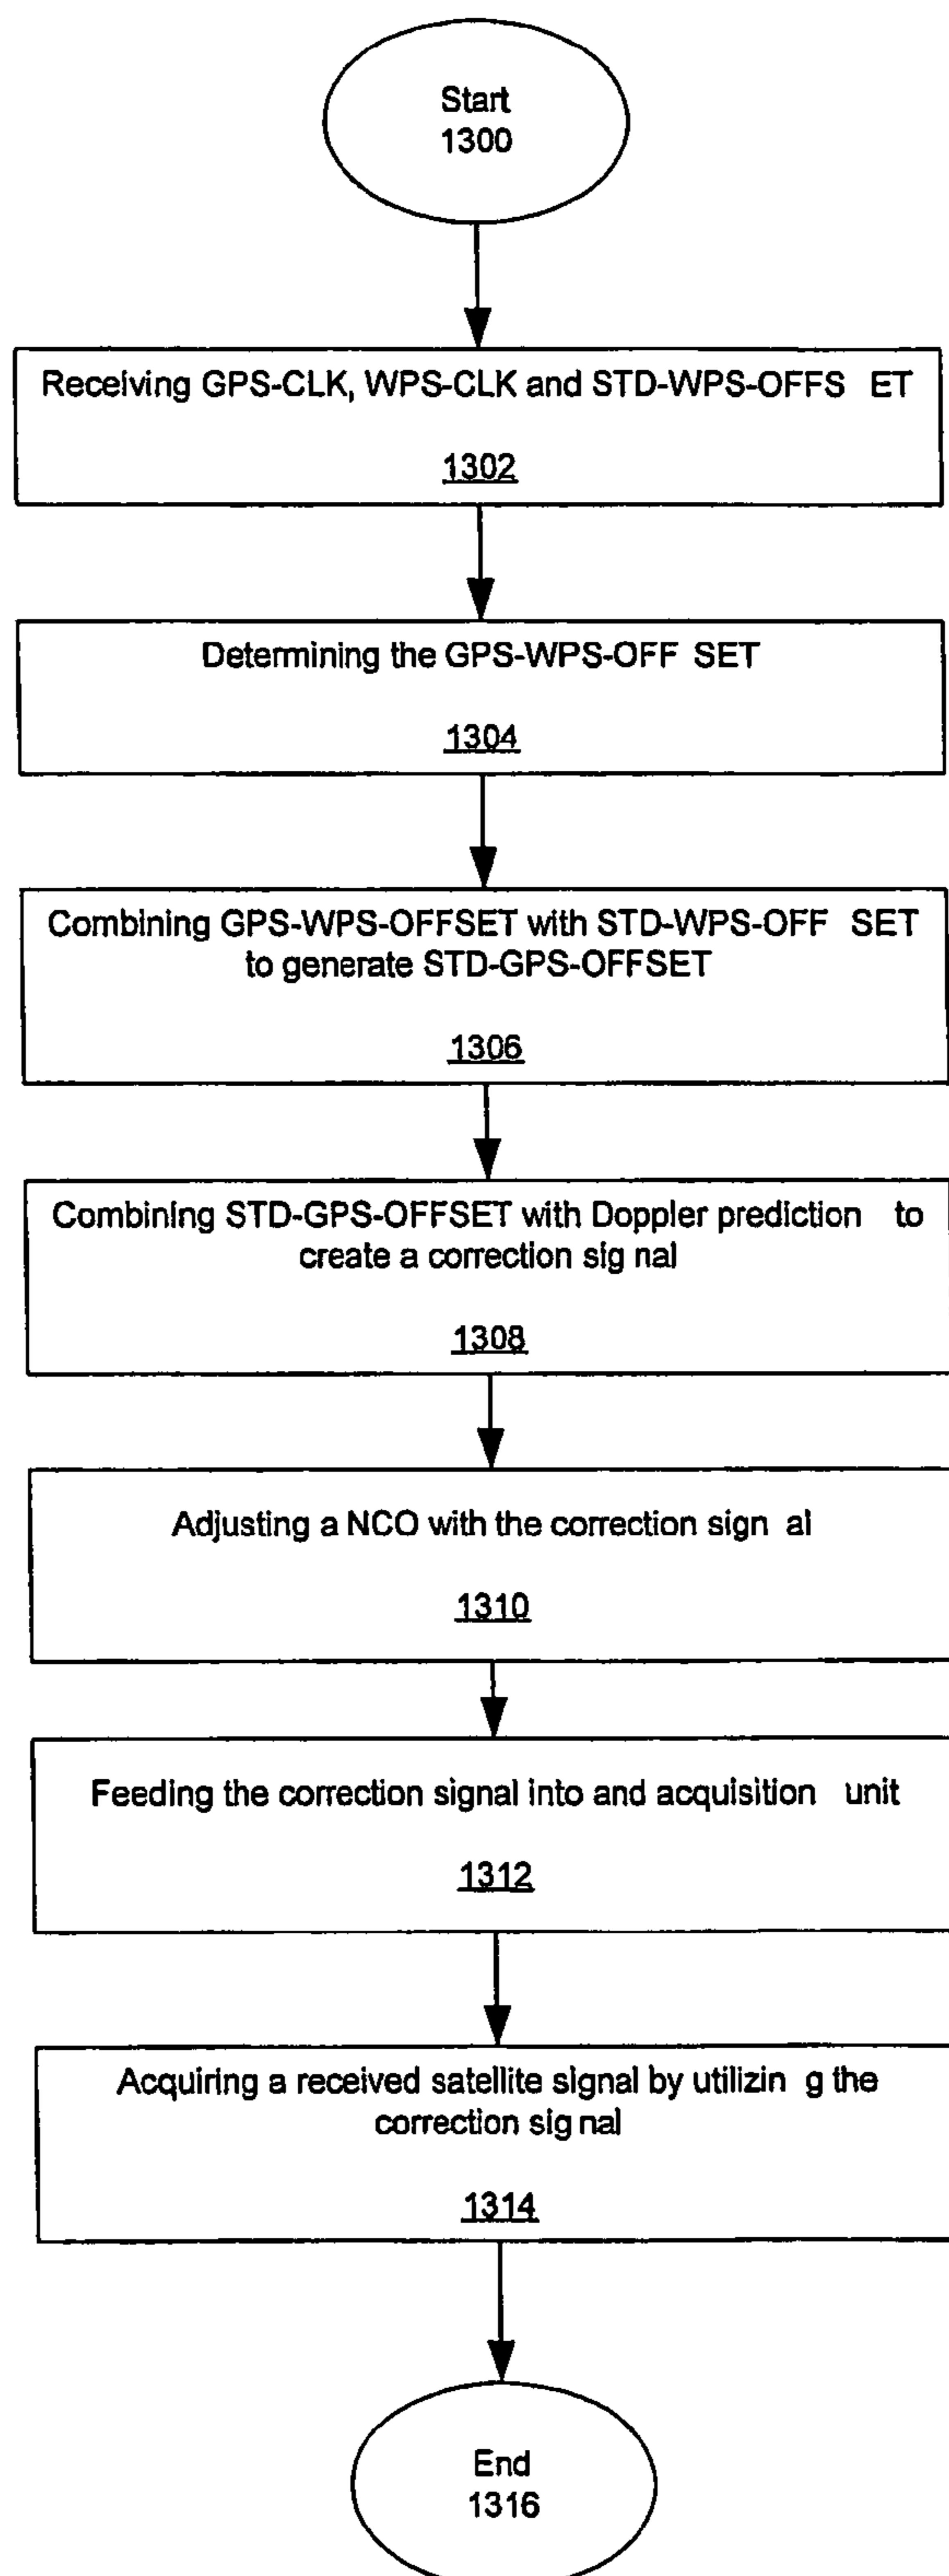 Start
1300
Receiving GPS-CLK, WPS-CLK and STD-WPS-OFFS ET
1302
Determining the GPS-WPS-OFF SET
1304
Combining GPS-WPS-OFFSET with STD-WPS-OFF SET
to generate STD-GPS-OFFSET
1306
Combining STD-GPS-OFFSET with Doppler prediction to
create a correction sig nal
1308
Adjusting a NCO with the correction sign al
1310
Feeding the correction signal into and acquisition unit
1312
Acquiring a received satellite signal by utilizin g the
correction sig nal
1314
End
1316